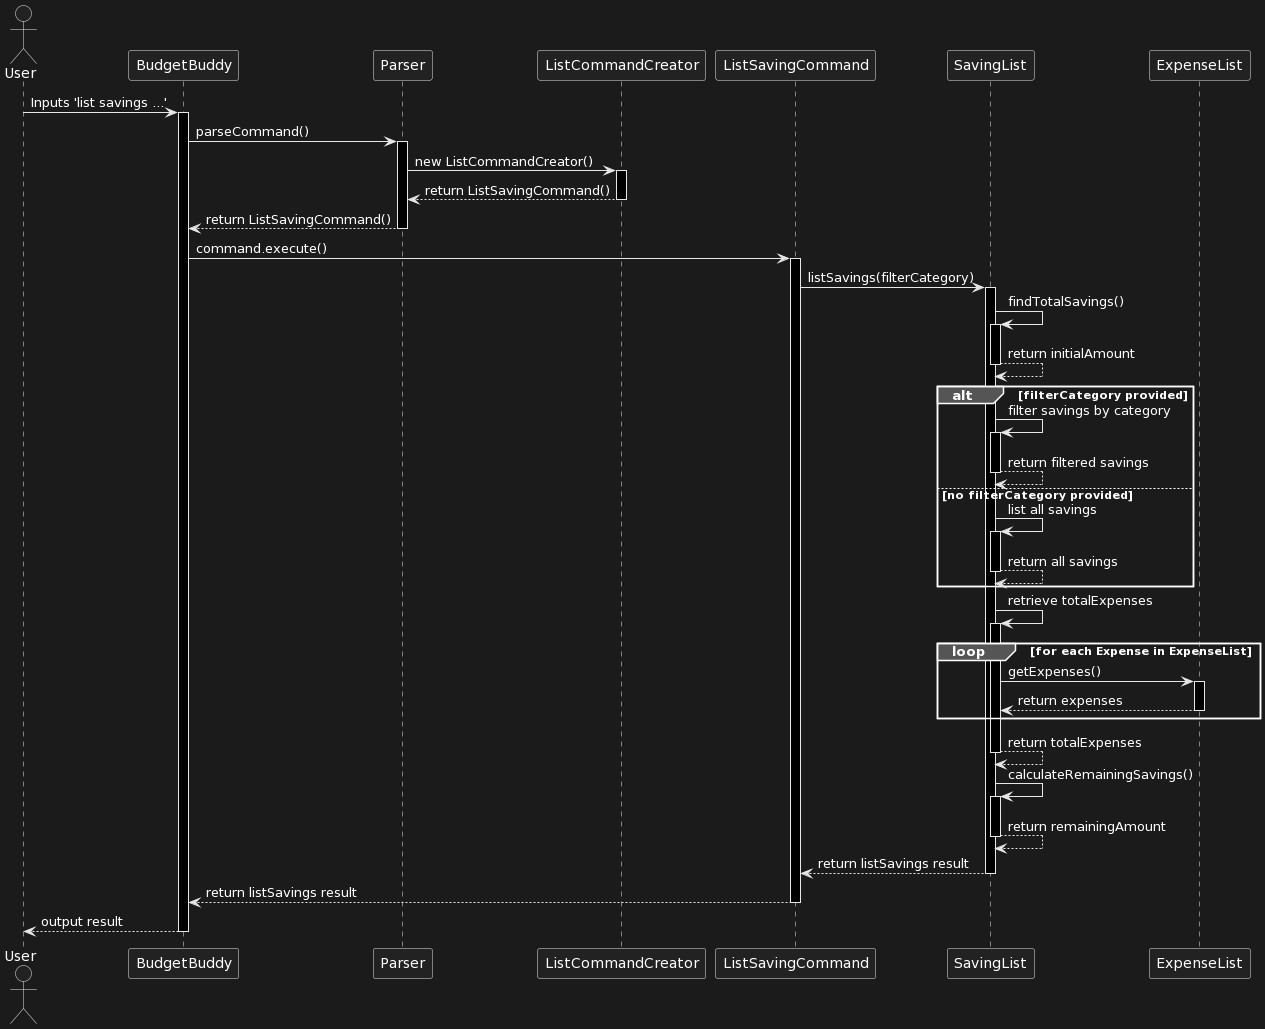 User
BudgetBuddy
Parser
ListCommandCreator
ListSavingCommand
SavingList
ExpenseList
Inputs 'list savings ...'
parseCommand()
new ListCommandCreator()
return ListSavingCommand()
return ListSavingCommand()
command.execute()
listSavings(filterCategory)
findTotalSavings()
return initialAmount
alt
[filterCategory provided]
filter savings by category
return filtered savings
[no filterCategory provided]
list all savings
return all savings
retrieve totalExpenses
loop
[for each Expense in ExpenseList]
getExpenses()
return expenses
return totalExpenses
calculateRemainingSavings()
return remainingAmount
return listSavings result
return listSavings result
output result
User
BudgetBuddy
Parser
ListCommandCreator
ListSavingCommand
SavingList
ExpenseList